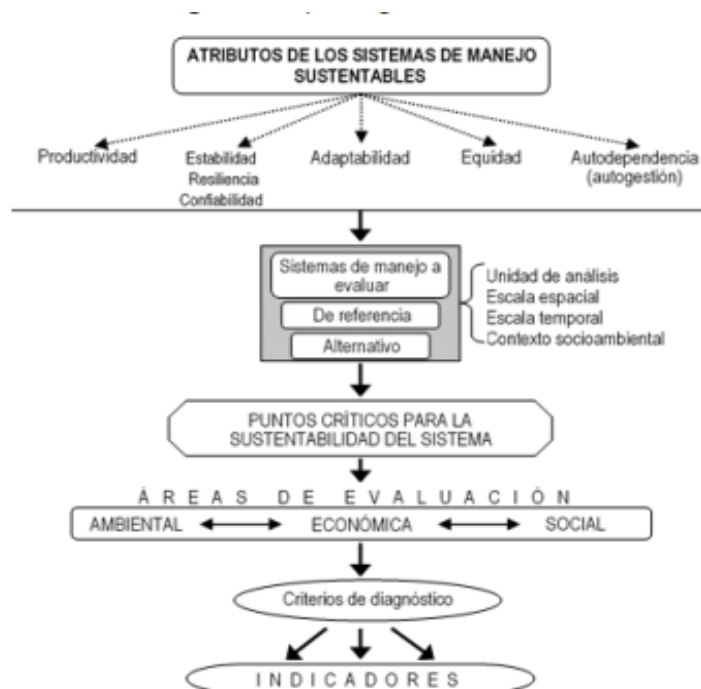 ATRIBUTOS DE LOS SISTEMAS DE MANEJO
SUSTENTABLES
Productividad
Estabilidad
Resiliencia
Confiabilidad
Adaptabilidad
Equidad
Autodependencia
(autogestión)
Sistemas de manejo a
evaluar
De referencia
Alternativo
Unidad de análisis
Escala espacial
Escala temporal
Contexto socioambiental
PUNTOS CRÍTICOS PARA LA
SUSTENTABILIDAD DEL SISTEMA
ÁREAS DE EVALUACIÓN
AMBIENTAL ECONÓMICA SOCIAL
Criterios de diagnóstico
INDICADORES